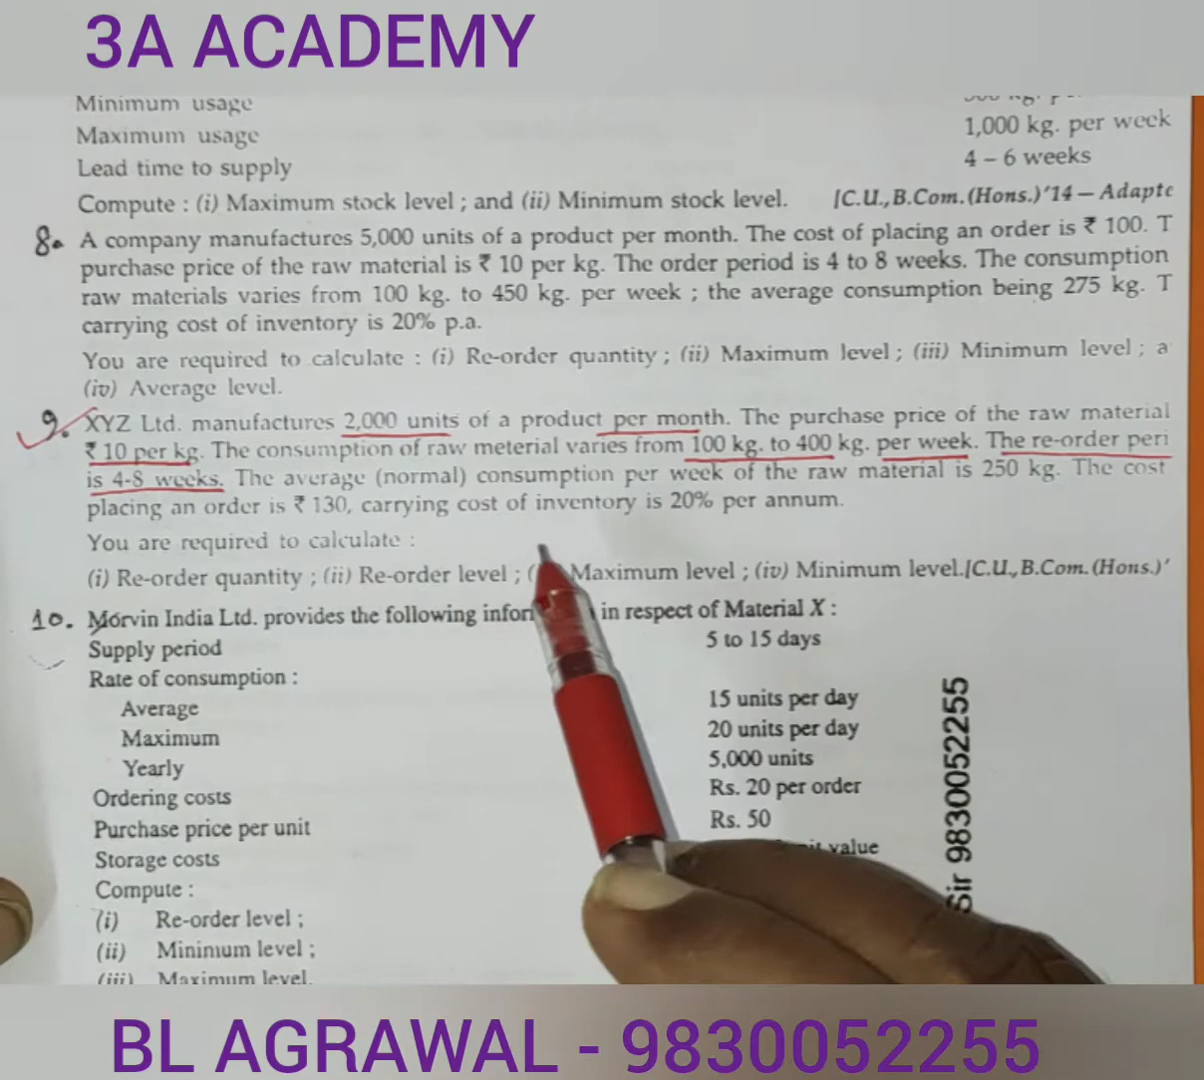 3A ACADEMY
Minimum usage
Maximum usage 1,000 kg. per week
Lead time to supply 4 – 6 weeks
Compute : (i) Maximum stock level ; and (ii) Minimum stock level. [C.U., B.Com. (Hons.) '14 – Adapte
8. A company manufactures 5,000 units of a product per month. The cost of placing an order is ₹ 100. T
purchase price of the raw material is ₹ 10 per kg. The order period is 4 to 8 weeks. The consumption
raw materials varies from 100 kg. to 450 kg. per week ; the average consumption being 275 kg. T
carrying cost of inventory is 20% p.a.
You are required to calculate : (i) Re-order quantity ; (ii) Maximum level ; (iii) Minimum level ; a
(iv) Average level.
9. XYZ Ltd. manufactures 2,000 units of a product per month. The purchase price of the raw material
₹ 10 per kg. The consumption of raw meterial varies from 100 kg. to 400 kg. per week. The re-order peri
is 4-8 weeks. The average (normal) consumption per week of the raw material is 250 kg. The cost
placing an order is ₹ 130, carrying cost of inventory is 20% per annum.
You are required to calculate :
(i) Re-order quantity ; (ii) Re-order level ; ( Maximum level ; (iv) Minimum level. [C.U., B.Com. (Hons.) '
10. Morvin India Ltd. provides the following in respect of Material X :
Supply period 5 to 15 days
Rate of consumption :
Average 15 units per day
Maximum 20 units per day
Yearly 5,000 units
Ordering costs Rs. 20 per order
Purchase price per unit Rs. 50
Storage costs value
Compute :
(i) Re-order level ;
(ii) Minimum level ;
(iii) Maximum level.
Sir 9830052255
BL AGRAWAL - 9830052255